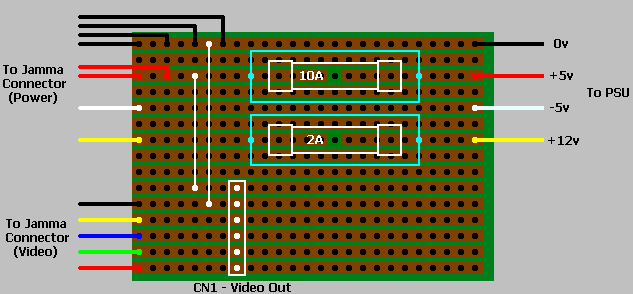 To Jamma
Connector
(Power)
10A
2A
0v
+5v
To PSU
-5v
+12v
To Jamma
Connector
(Video)
CN1 - Video Out